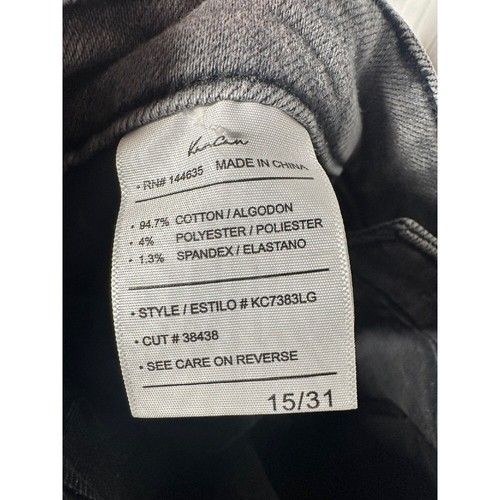 KanCan
• RN# 144635 MADE IN CHINA
• 94.7% COTTON / ALGODON
• 4% POLYESTER / POLIESTER
• 1.3% SPANDEX / ELASTANO
• STYLE / ESTILO # KC7383LG
• CUT # 38438
• SEE CARE ON REVERSE
15/31